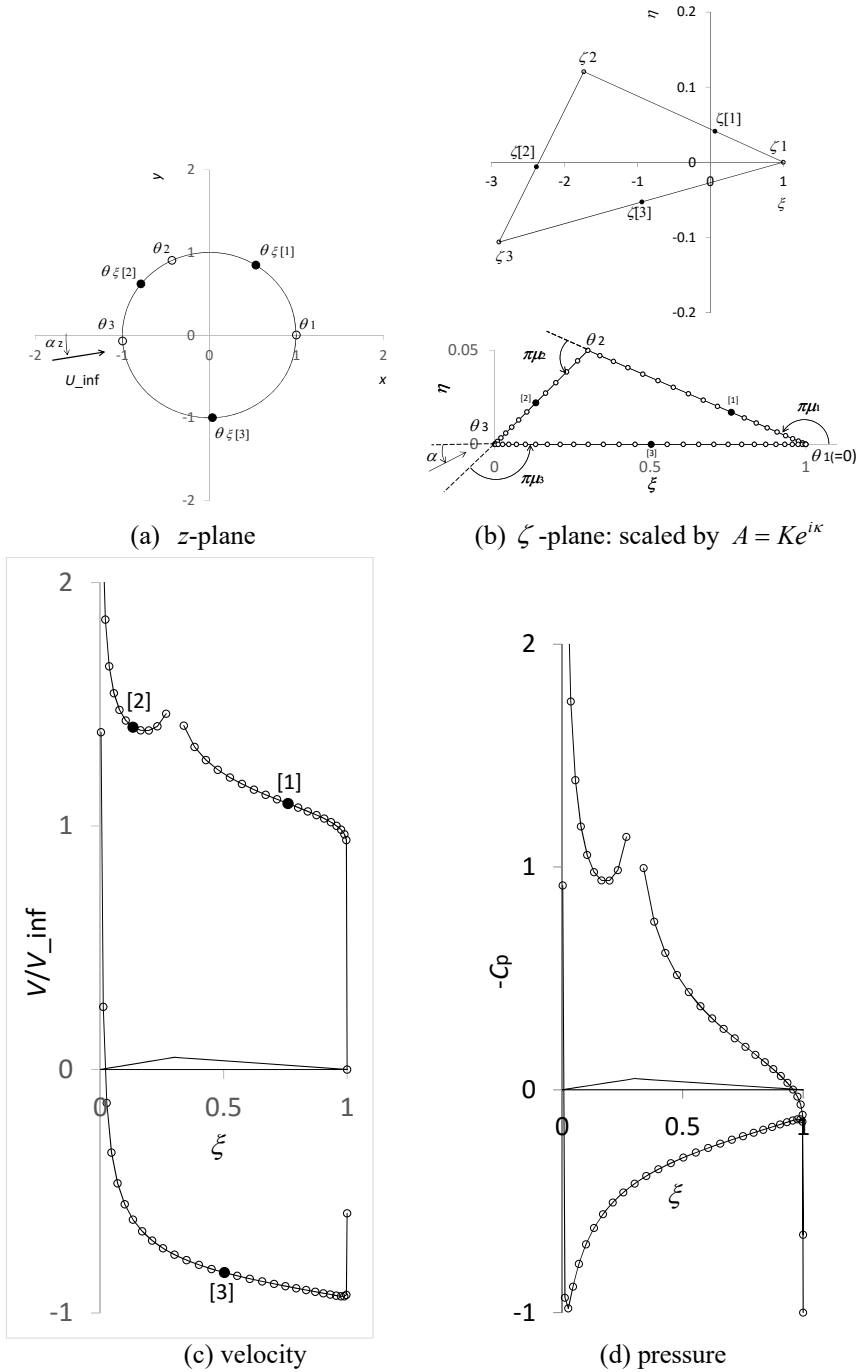 2
y
1
0
-1
-2
-2
-1
0
1
2
x
θ1
θ2
θ3
θξ[1]
θξ[2]
θξ[3]
αz
U_inf
(a) z-plane
η
0.2
0.1
0
-0.1
-0.2
-0.3
-3
-2
-1
0
1
ξ
ζ2
ζ[1]
ζ1
ζ[2]
ζ[3]
ζ3
0.05
η
0
θ2
πμ2
[2]
[1]
πμ1
θ3
α
πμ3
[3]
θ1(=0)
0
0.5
1
ξ
(b) ζ-plane: scaled by A = Ke^{iκ}
2
1
0
-1
V/V_inf
[2]
[1]
[3]
0
0.5
1
ξ
(c) velocity
2
1
0
-1
-Cp
0
0.5
1
ξ
(d) pressure